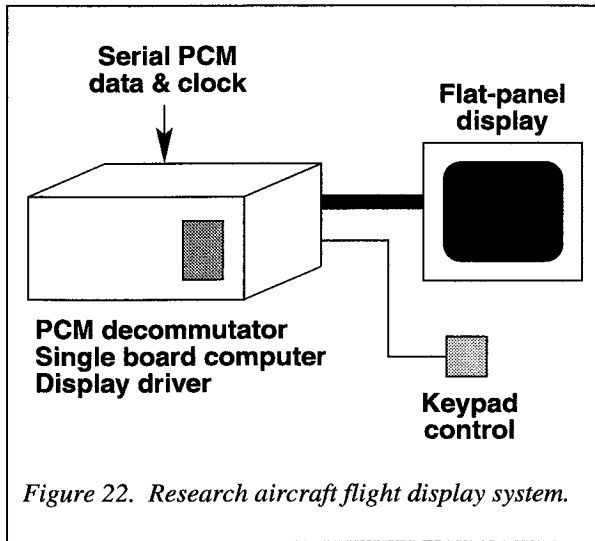 Serial PCM
data & clock
Flat-panel
display
PCM decommutator
Single board computer
Display driver
Keypad
control
Figure 22. Research aircraft flight display system.